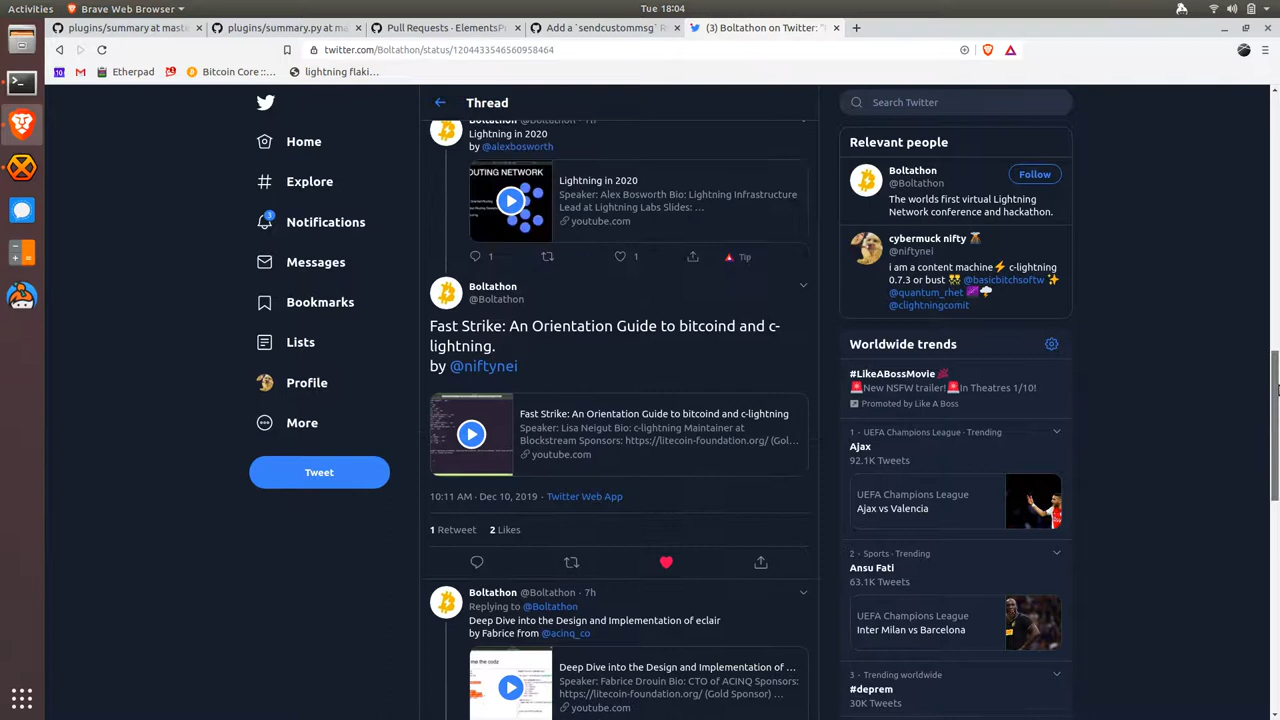 Activities
Brave Web Browser
Tue 18:04
plugins/summary at maste
plugins/summary.py at ma
Pull Requests · ElementsP
Add a `sendcustommsg` R
(3) Boltathon on Twitter: "
twitter.com/Boltathon/status/1204433546560958464
Etherpad
Bitcoin Core ::...
lightning flaki...
Home
Explore
3
Notifications
Messages
Bookmarks
Lists
Profile
More
Tweet
Thread
Boltathon @Boltathon · 7h
Lightning in 2020
by @alexbosworth
OUTING NETWORK
Lightning in 2020
Speaker: Alex Bosworth Bio: Lightning Infrastructure
Lead at Lightning Labs Slides: ...
youtube.com
1
1
Tip
Boltathon
@Boltathon
Fast Strike: An Orientation Guide to bitcoind and c-
lightning.
by @niftynei
Fast Strike: An Orientation Guide to bitcoind and c-lightning
Speaker: Lisa Neigut Bio: c-lightning Maintainer at
Blockstream Sponsors: https://litecoin-foundation.org/ (Gol...
youtube.com
10:11 AM · Dec 10, 2019 · Twitter Web App
1 Retweet 2 Likes
Boltathon @Boltathon · 7h
Replying to @Boltathon
Deep Dive into the Design and Implementation of eclair
by Fabrice from @acinq_co
me the codz
Deep Dive into the Design and Implementation of ...
Speaker: Fabrice Drouin Bio: CTO of ACINQ Sponsors:
https://litecoin-foundation.org/ (Gold Sponsor) ...
youtube.com
Search Twitter
Relevant people
Boltathon
@Boltathon
Follow
The worlds first virtual Lightning
Network conference and hackathon.
cybermuck nifty
@niftynei
i am a content machine⚡ c-lightning
0.7.3 or bust @basicbitchsoftw
@quantum_rhet
@clightningcomit
Worldwide trends
#LikeABossMovie
🚨New NSFW trailer!🚨In Theatres 1/10!
Promoted by Like A Boss
1 · UEFA Champions League · Trending
Ajax
92.1K Tweets
UEFA Champions League
Ajax vs Valencia
2 · Sports · Trending
Ansu Fati
63.1K Tweets
UEFA Champions League
Inter Milan vs Barcelona
3 · Trending worldwide
#deprem
30K Tweets